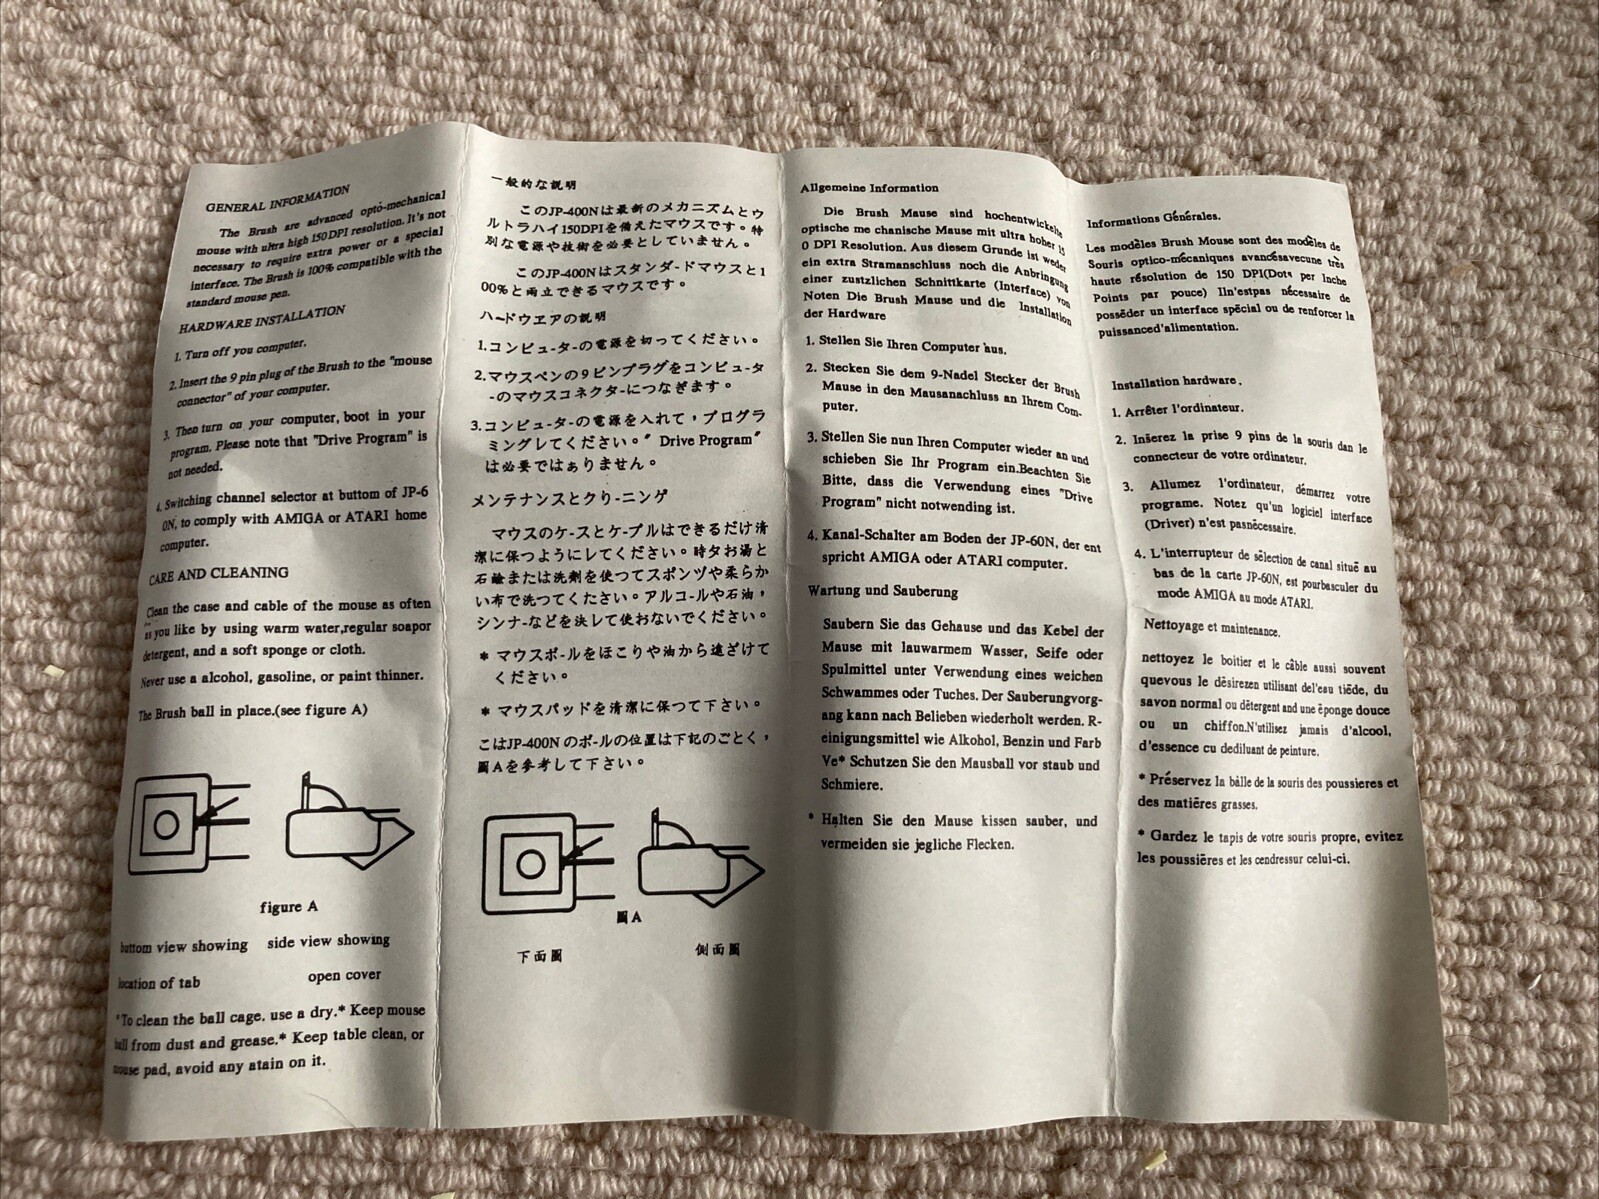 GENERAL INFORMATION
The Brush are advanced opto-mechanical
mouse with ultra high 150 DPI resolution. It's not
necessary to require extra power or a special
interface. The Brush is 100% compatible with the
standard mouse pen.
HARDWARE INSTALLATION
1. Turn off you computer.
2. Insert the 9 pin plug of the Brush to the "mouse
connector" of your computer.
3. Then turn on your computer, boot in your
program. Please note that "Drive Program" is
not needed.
4. Switching channel selector at buttom of JP-6
0N, to comply with AMIGA or ATARI home
computer.
CARE AND CLEANING
Clean the case and cable of the mouse as often
as you like by using warm water,regular soapor
detergent, and a soft sponge or cloth.
Never use a alcohol, gasoline, or paint thinner.
The Brush ball in place.(see figure A)
figure A
buttom view showing side view showing
location of tab open cover
*To clean the ball cage. use a dry.* Keep mouse
ball from dust and grease.* Keep table clean, or
mouse pad, avoid any atain on it.
一般的な説明
このJP-400Nは最新のメカニズムとウ
ルトラハイ150DPIを備えたマウスです。特
別な電源や技術を必要としていません。
このJP-400Nはスタンダ-ドマウスと1
00%と両立できるマウスです。
ハ-ドウエアの説明
1.コンピュ-タ-の電源を切ってください。
2.マウスペンの9ピンプラグをコンピュ-タ
-のマウスコネクタ-につなぎます。
3.コンピュ-タ-の電源を入れて，プログラ
ミングしてください。〞Drive Program〞
は必要ではありません。
メンテナンスとクり-ニング
マウスのケ-スとケ-プルはできるだけ清
潔に保つようにしてください。時夕お湯と
石鹼または洗剤を使つてスポンヅや柔らか
い布で洗つてくたさい。アルコ-ルや石油，
シンナ-などを決して使おないでください。
* マウスボ-ルをほこりや油から遠ざけて
ください。
* マウスパッドを清潔に保つて下さい。
こはJP-400Nのボ-ルの位置は下記のごとく，
圖Aを参考して下さい。
圖A
下面圖 側面圖
Allgemeine Information
Die Brush Mause sind hochentwickelte
optische me chanische Mause mit ultra hoher 15
0 DPI Resolution. Aus diesem Grunde ist weder
ein extra Stramanschluss noch die Anbringung
einer zustzlichen Schnittkarte (Interface) von
Noten Die Brush Mause und die Installation
der Hardware
1. Stellen Sie Ihren Computer aus.
2. Stecken Sie dem 9-Nadel Stecker der Brush
Mause in den Mausanachluss an Ihrem Com-
puter.
3. Stellen Sie nun Ihren Computer wieder an und
schieben Sie Ihr Program ein.Beachten Sie
Bitte, dass die Verwendung eines "Drive
Program" nicht notwending ist.
4. Kanal-Schalter am Boden der JP-60N, der ent
spricht AMIGA oder ATARI computer.
Wartung und Sauberung
Saubern Sie das Gehause und das Kebel der
Mause mit lauwarmem Wasser, Seife oder
Spulmittel unter Verwendung eines weichen
Schwammes oder Tuches. Der Sauberungvorg-
ang kann nach Belieben wiederholt werden. R-
einigungsmittel wie Alkohol, Benzin und Farb
Ve* Schutzen Sie den Mausball vor staub und
Schmiere.
* Halten Sie den Mause kissen sauber, und
vermeiden sie jegliche Flecken.
Informations Générales.
Les modèles Brush Mouse sont des modèles de
Souris optico-mécaniques avancésavecune très
haute résolution de 150 DPI(Dots per Inche
Points par pouce) Iln'estpas nécessaire de
posséder un interface spécial ou de renforcer la
puissanced'alimentation.
Installation hardware.
1. Arrêter l'ordinateur.
2. Inserez la prise 9 pins de la souris dan le
connecteur de votre ordinateur.
3. Allumez l'ordinateur, démarrez votre
programe. Notez qu'un logiciel interface
(Driver) n'est pasnécessaire.
4. L'interrupteur de sélection de canal situé au
bas de la carte JP-60N, est pourbasculer du
mode AMIGA au mode ATARI.
Nettoyage et maintenance.
nettoyez le boitier et le câble aussi souvent
quevous le désirezen utilisant del'eau tiède, du
savon normal ou détergent and une éponge douce
ou un chiffon.N'utilisez jamais d'alcool,
d'essence cu dediluant de peinture.
* Préservez la balle de la souris des poussieres et
des matières grasses.
* Gardez le tapis de votre souris propre, evitez
les poussières et les cendressur celui-ci.